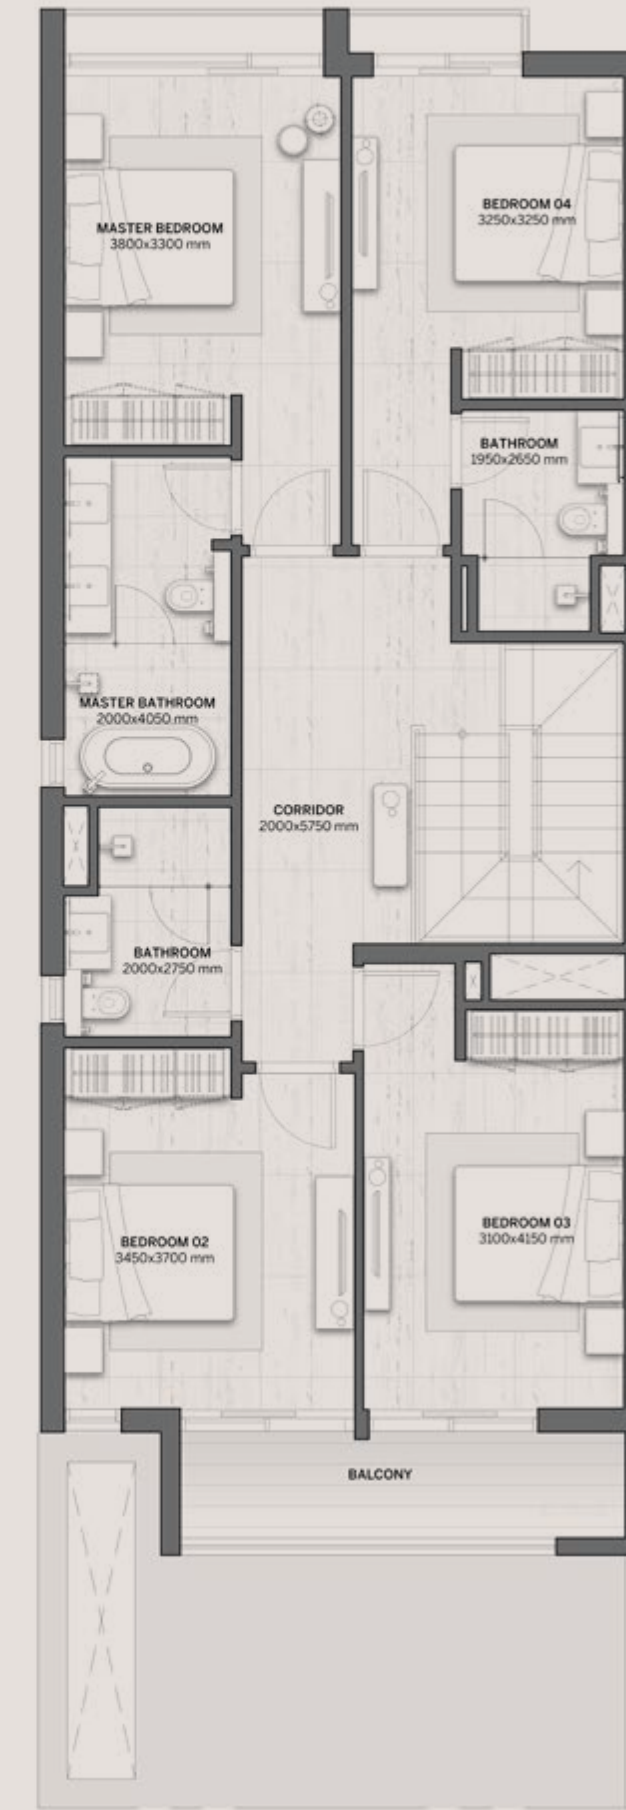 MASTER BEDROOM
3800x3300 mm
BEDROOM 04
3250x3250 mm
BATHROOM
1950x2650 mm
MASTER BATHROOM
2000x4050 mm
CORRIDOR
2000x5750 mm
BATHROOM
2000x2750 mm
BEDROOM 02
3450x3700 mm
BEDROOM 03
3100x4150 mm
BALCONY